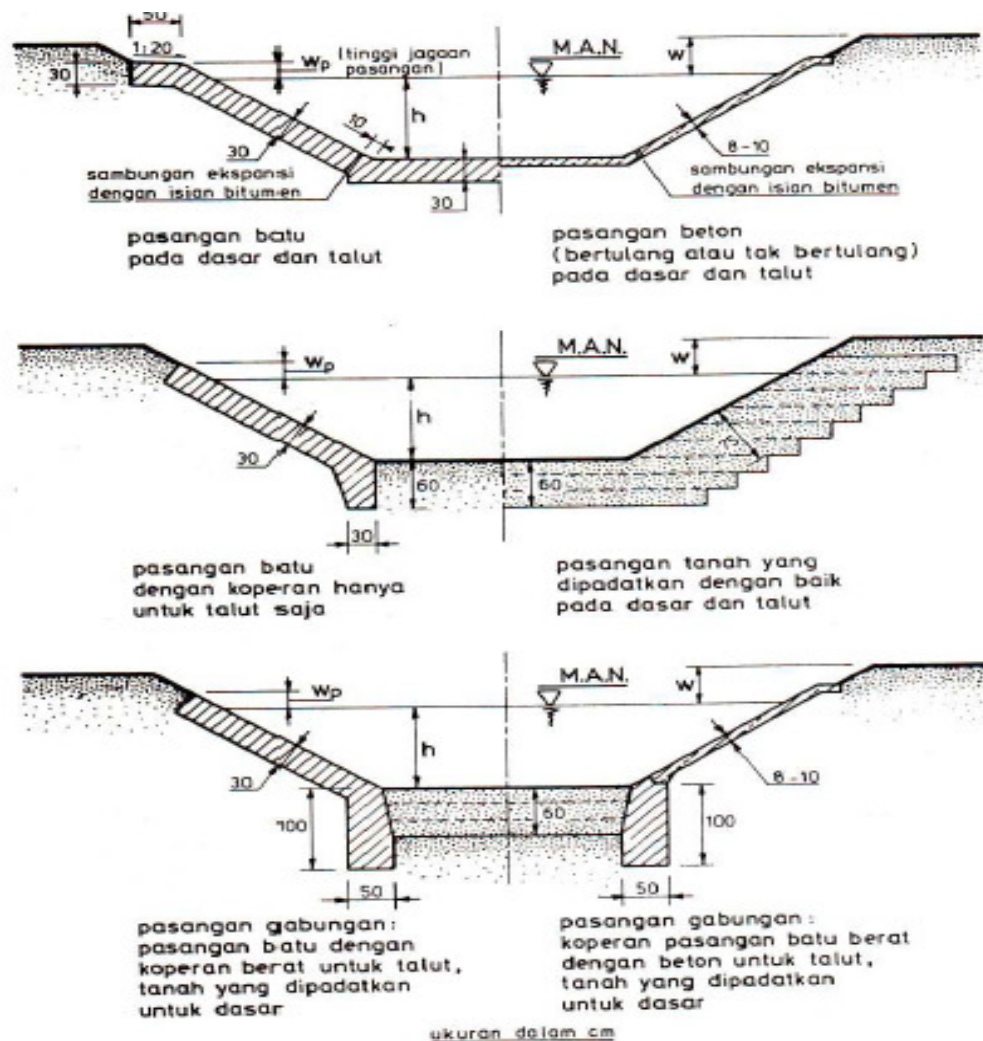 50
1:20
30
Wp
(tinggi jagaan
pasangan)
M.A.N.
W
h
10
30
8-10
sambungan ekspansi
dengan isian bitumen
30
sambungan ekspansi
dengan isian bitumen
pasangan batu
pada dasar dan talut
pasangan beton
(bertulang atau tak bertulang)
pada dasar dan talut
Wp
M.A.N.
W
h
30
75
60
60
30
pasangan batu
dengan koperan hanya
untuk talut saja
pasangan tanah yang
dipadatkan dengan baik
pada dasar dan talut
Wp
M.A.N.
W
h
30
8-10
100
60
100
50
50
pasangan gabungan:
pasangan batu dengan
koperan berat untuk talut,
tanah yang dipadatkan
untuk dasar
pasangan gabungan:
koperan pasangan batu berat
dengan beton untuk talut,
tanah yang dipadatkan
untuk dasar
ukuran dalam cm